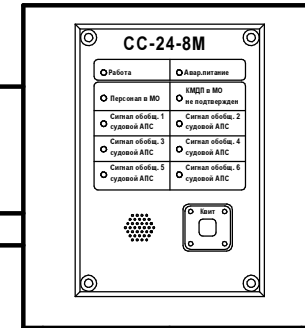 СС-24-8М
Работа Авар.питание
Персонал в МО КМДП в МО
не подтвержден
Сигнал обобщ. 1 Сигнал обобщ. 2
судовой АПС судовой АПС
Сигнал обобщ. 3 Сигнал обобщ. 4
судовой АПС судовой АПС
Сигнал обобщ. 5 Сигнал обобщ. 6
судовой АПС судовой АПС
Квит